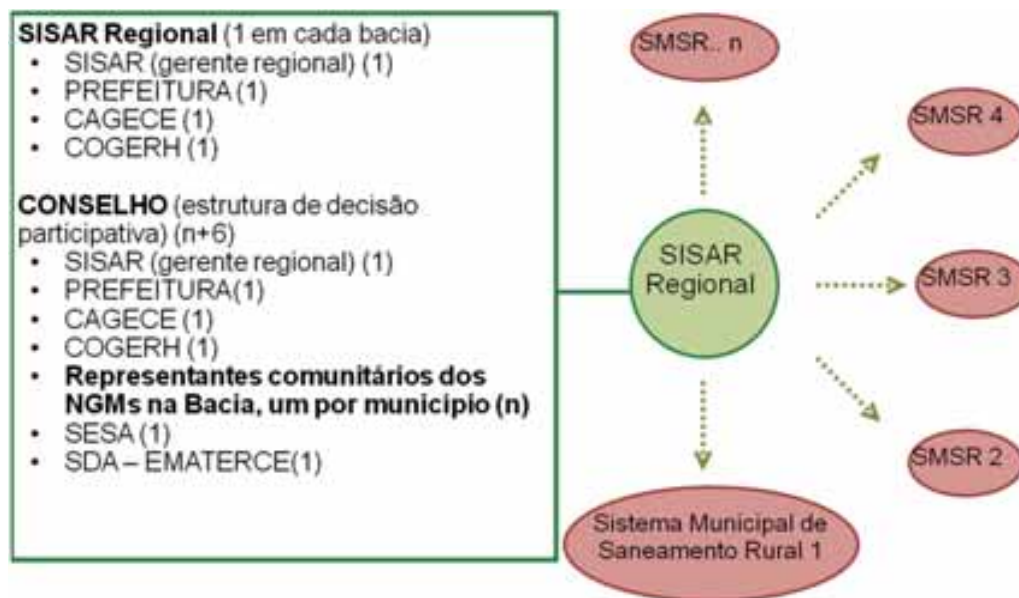 SISAR Regional (1 em cada bacia)
• SISAR (gerente regional) (1)
• PREFEITURA (1)
• CAGECE (1)
• COGERH (1)
CONSELHO (estrutura de decisão
participativa) (n+6)
• SISAR (gerente regional) (1)
• PREFEITURA(1)
• CAGECE (1)
• COGERH (1)
• Representantes comunitários dos
NGMs na Bacia, um por município (n)
• SESA (1)
• SDA – EMATERCE(1)
SMSR.. n
SMSR 4
SISAR
Regional
SMSR 3
SMSR 2
Sistema Municipal de
Saneamento Rural 1